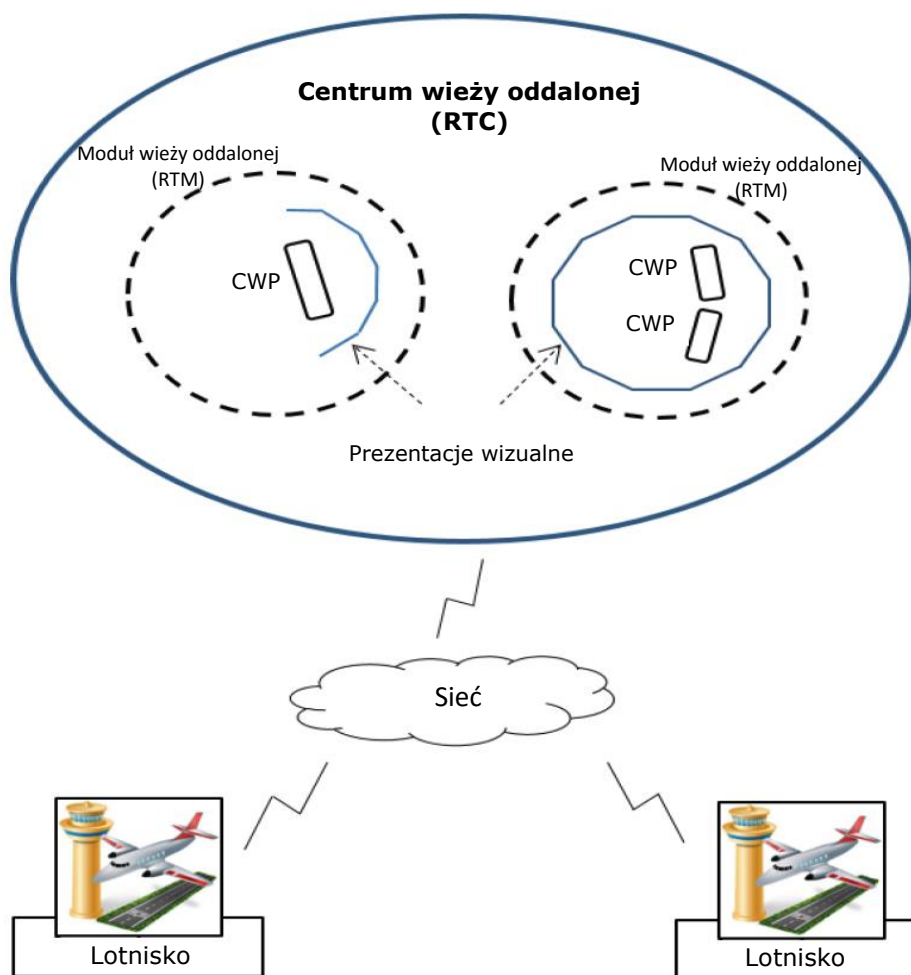 Centrum wieży oddalonej
(RTC)
Moduł wieży oddalonej
(RTM)
Moduł wieży oddalonej
(RTM)
CWP
CWP
CWP
Prezentacje wizualne
Sieć
Lotnisko
Lotnisko